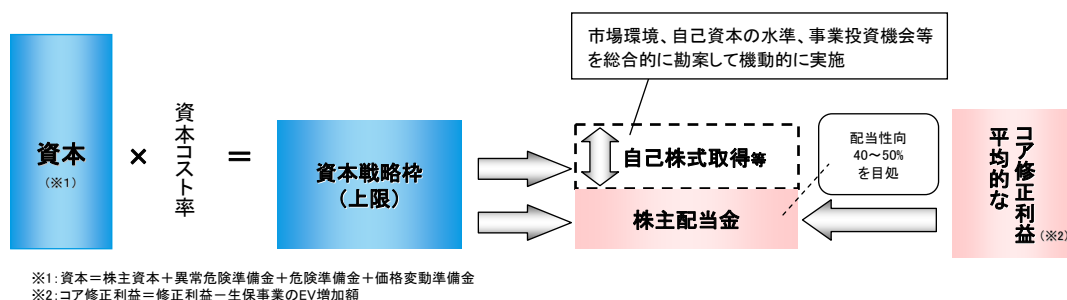 市場環境、自己資本の水準、事業投資機会等
を総合的に勘案して機動的に実施
資本
(※1)
×
資本コスト率
＝
資本戦略枠
(上限)
自己株式取得等
株主配当金
配当性向
40～50%
を目処
平均的な
コア修正利益(※2)
※1:資本＝株主資本＋異常危険準備金＋危険準備金＋価格変動準備金
※2:コア修正利益＝修正利益－生保事業のEV増加額